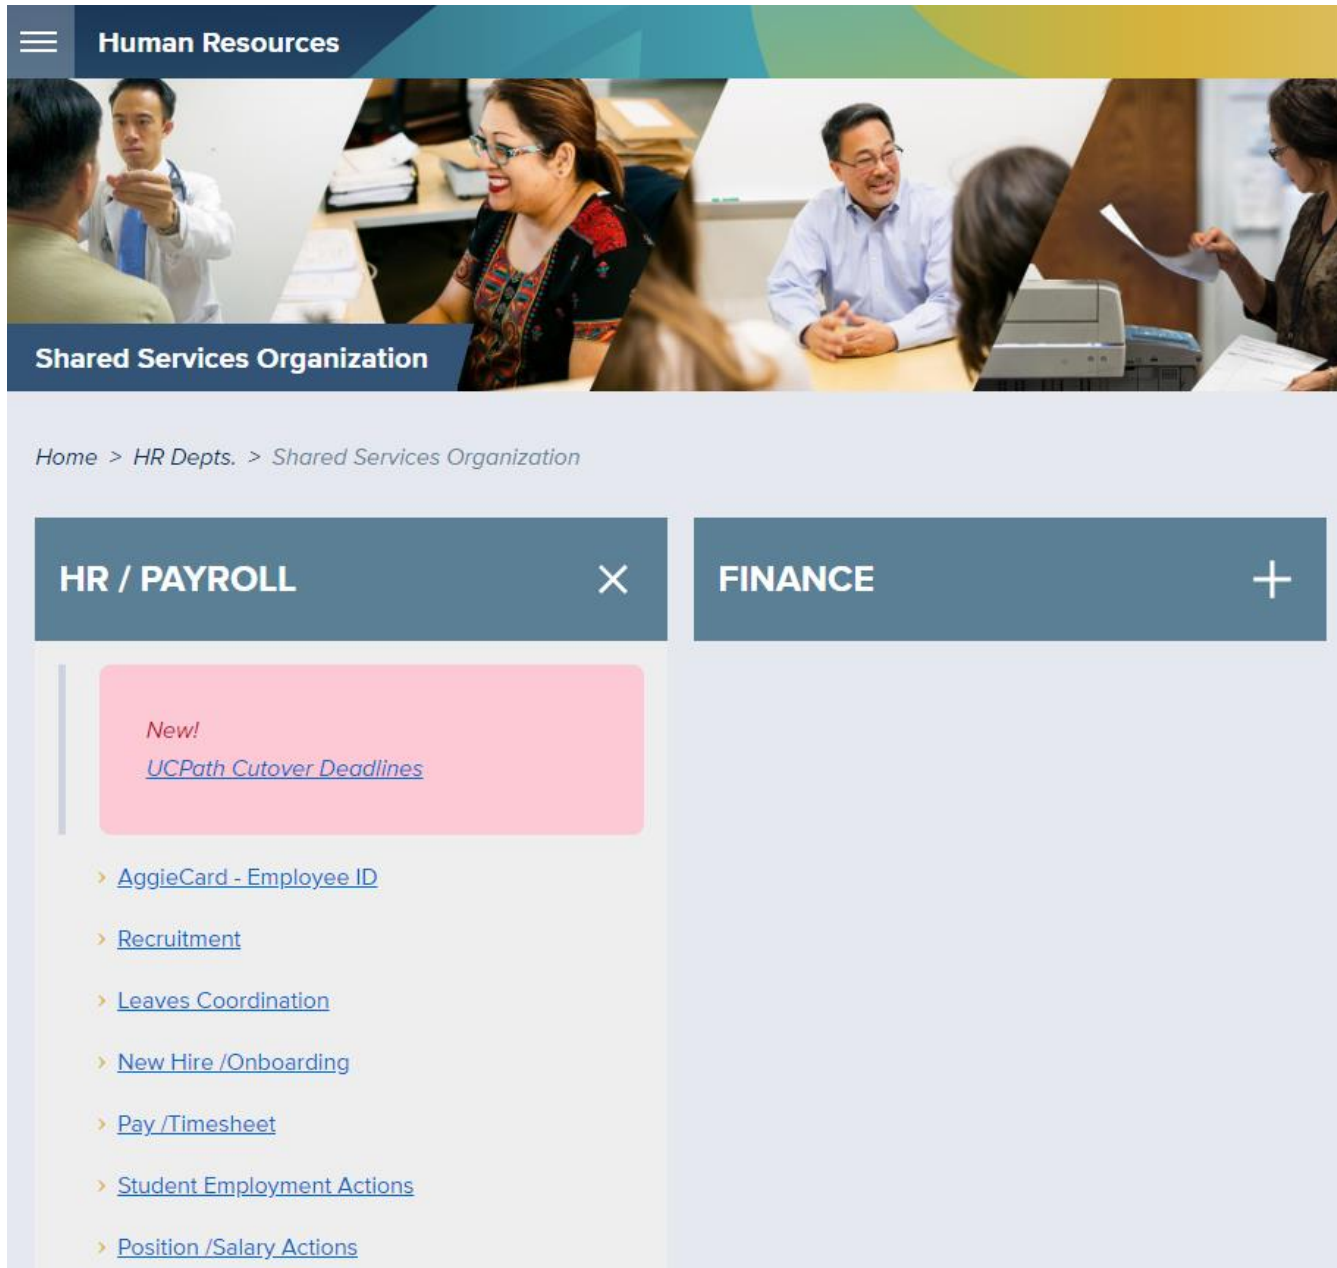 Human Resources
Shared Services Organization
Home > HR Depts. > Shared Services Organization
HR / PAYROLL
FINANCE
New!
UCPath Cutover Deadlines
AggieCard - Employee ID
Recruitment
Leaves Coordination
New Hire /Onboarding
Pay /Timesheet
Student Employment Actions
Position /Salary Actions